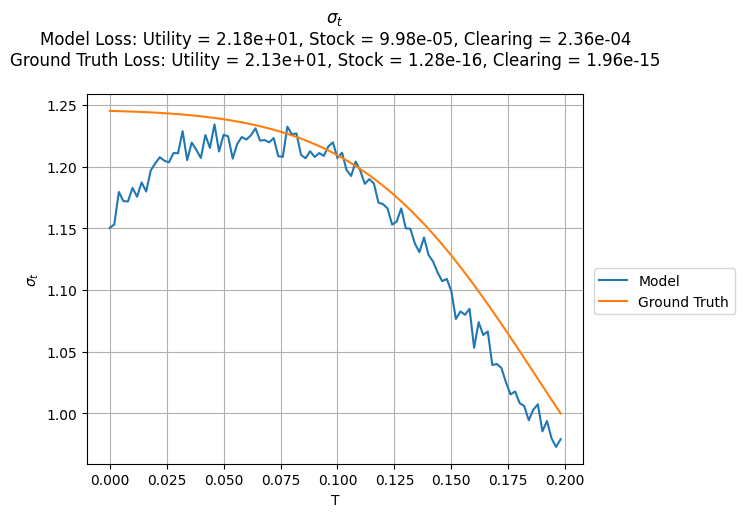 σₜ
Model Loss: Utility = 2.18e+01, Stock = 9.98e-05, Clearing = 2.36e-04
Ground Truth Loss: Utility = 2.13e+01, Stock = 1.28e-16, Clearing = 1.96e-15
1.25
1.20
1.15
1.10
1.05
1.00
σₜ
0.000 0.025 0.050 0.075 0.100 0.125 0.150 0.175 0.200
T
Model
Ground Truth